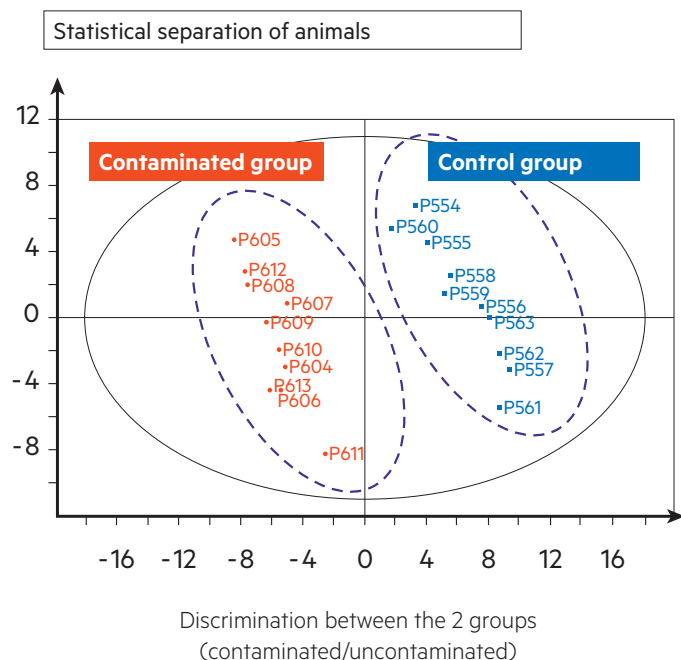 Statistical separation of animals
12
Contaminated group
Control group
8
P554
P560
P605
P555
4
P612
P558
P608
P559
P607
P556
0
P609
P563
P610
P562
P604
P557
-4
P613
P606
P561
-8
P611
-16 -12 -8 -4 0 4 8 12 16
Discrimination between the 2 groups
(contaminated/uncontaminated)